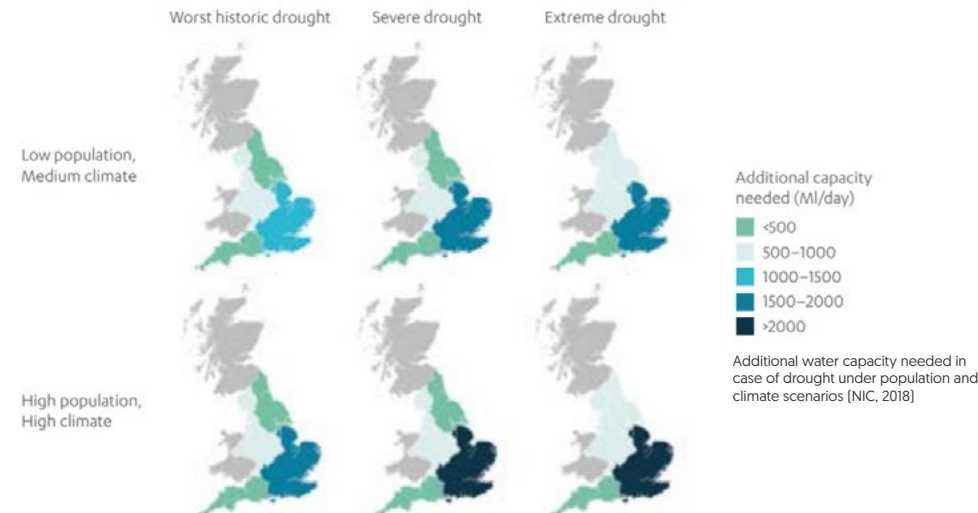 Worst historic drought
Severe drought
Extreme drought
Low population,
Medium climate
High population,
High climate
Additional capacity
needed (Ml/day)
<500
500–1000
1000–1500
1500–2000
>2000
Additional water capacity needed in
case of drought under population and
climate scenarios (NIC, 2018)